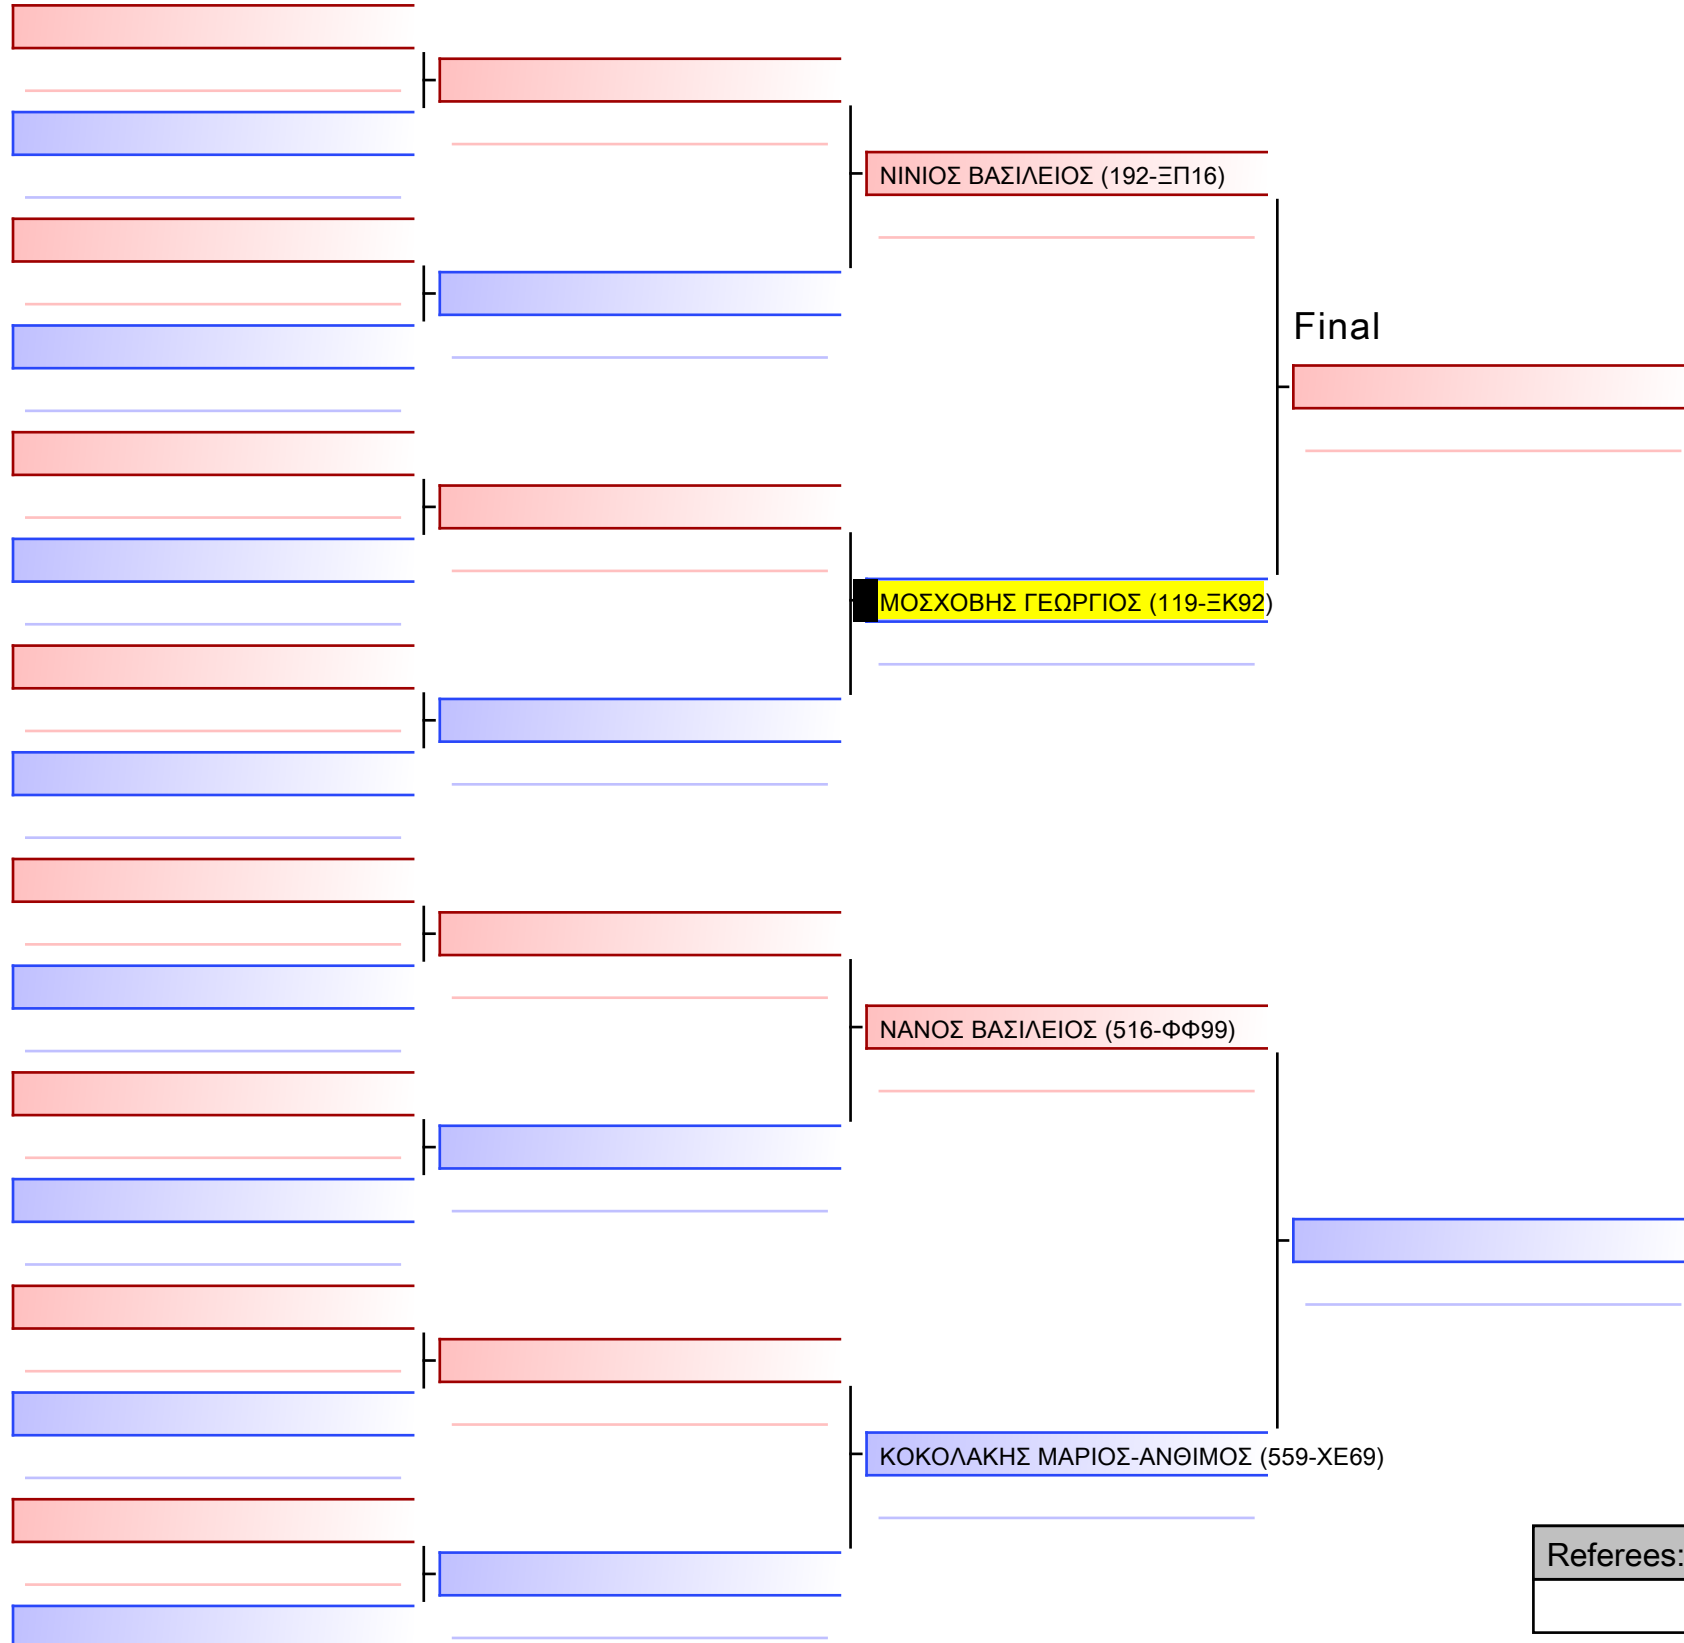 ΝΙΝΙΟΣ ΒΑΣΙΛΕΙΟΣ (192-ΞΠ16)
Final
ΜΟΣΧΟΒΗΣ ΓΕΩΡΓΙΟΣ (119-ΞΚ92)
ΝΑΝΟΣ ΒΑΣΙΛΕΙΟΣ (516-ΦΦ99)
ΚΟΚΟΛΑΚΗΣ ΜΑΡΙΟΣ-ΑΝΘΙΜΟΣ (559-ΧΕ69)
Referees: